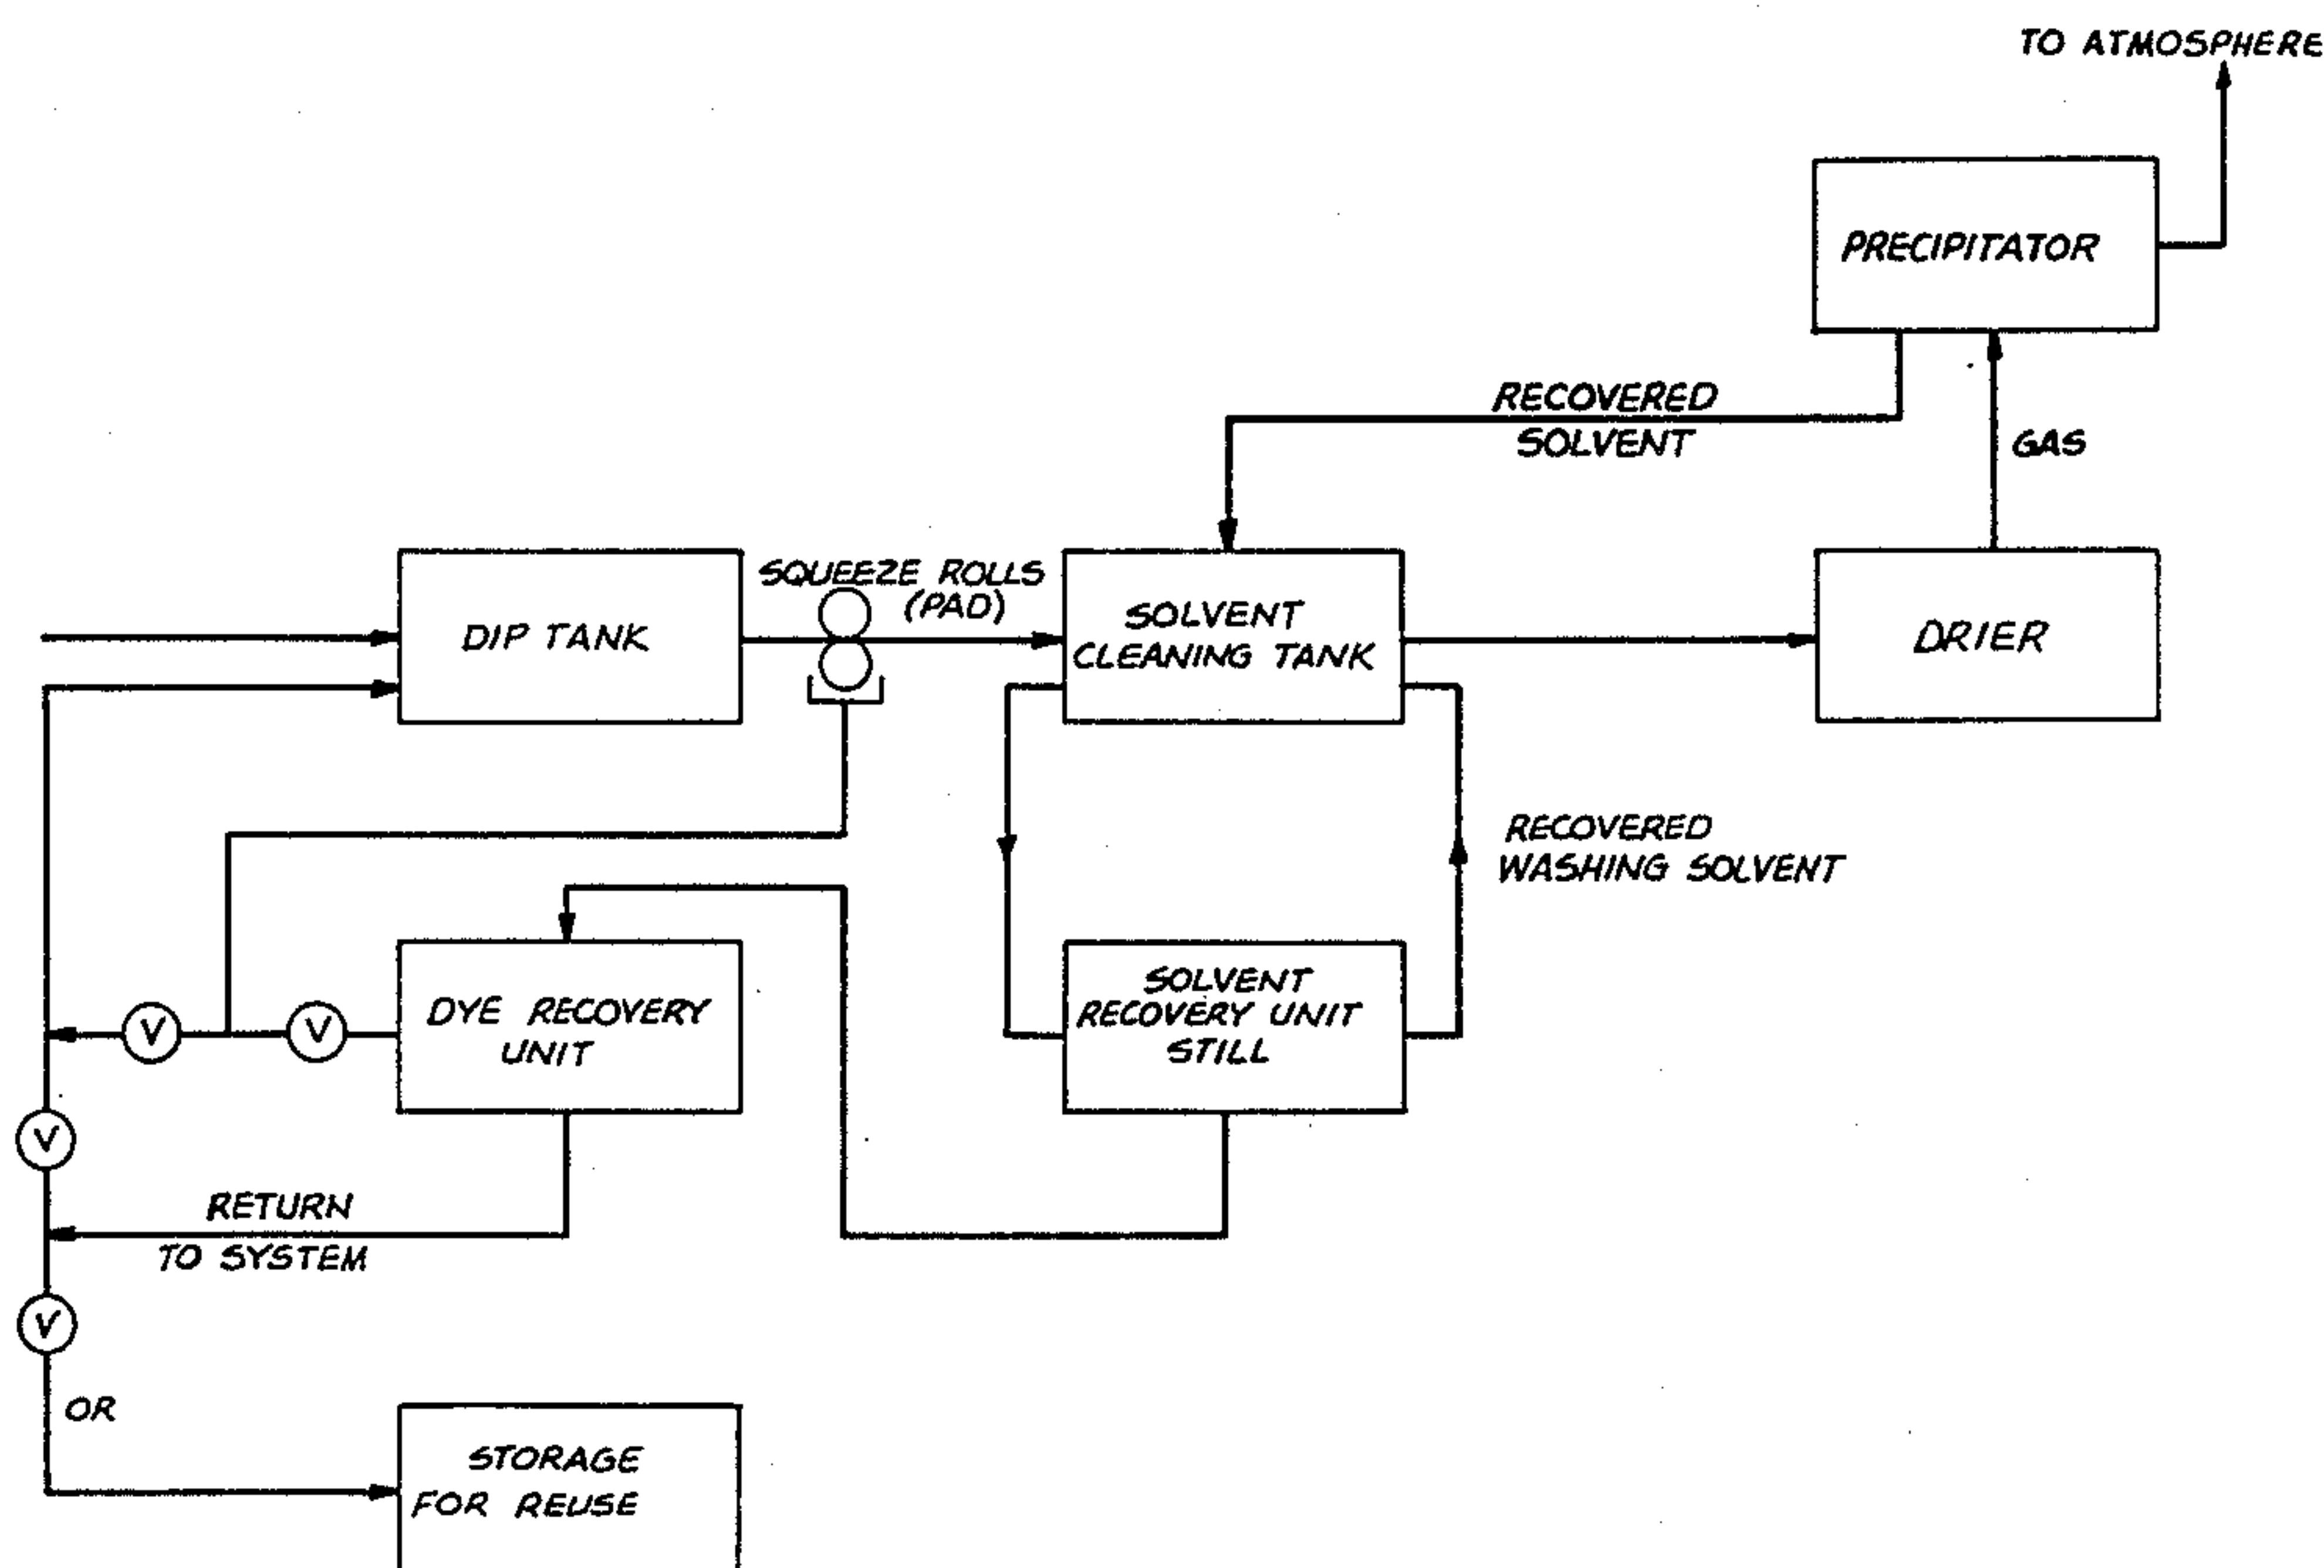 TO ATMOSPHERE
PRECIPITATOR
RECOVERED
SOLVENT
GAS
SQUEEZE ROLLS
(PAD)
DIP TANK
SOLVENT
CLEANING TANK
DRIER
RECOVERED
WASHING SOLVENT
DYE RECOVERY
UNIT
SOLVENT
RECOVERY UNIT
STILL
V
V
V
RETURN
TO SYSTEM
V
OR
STORAGE
FOR REUSE